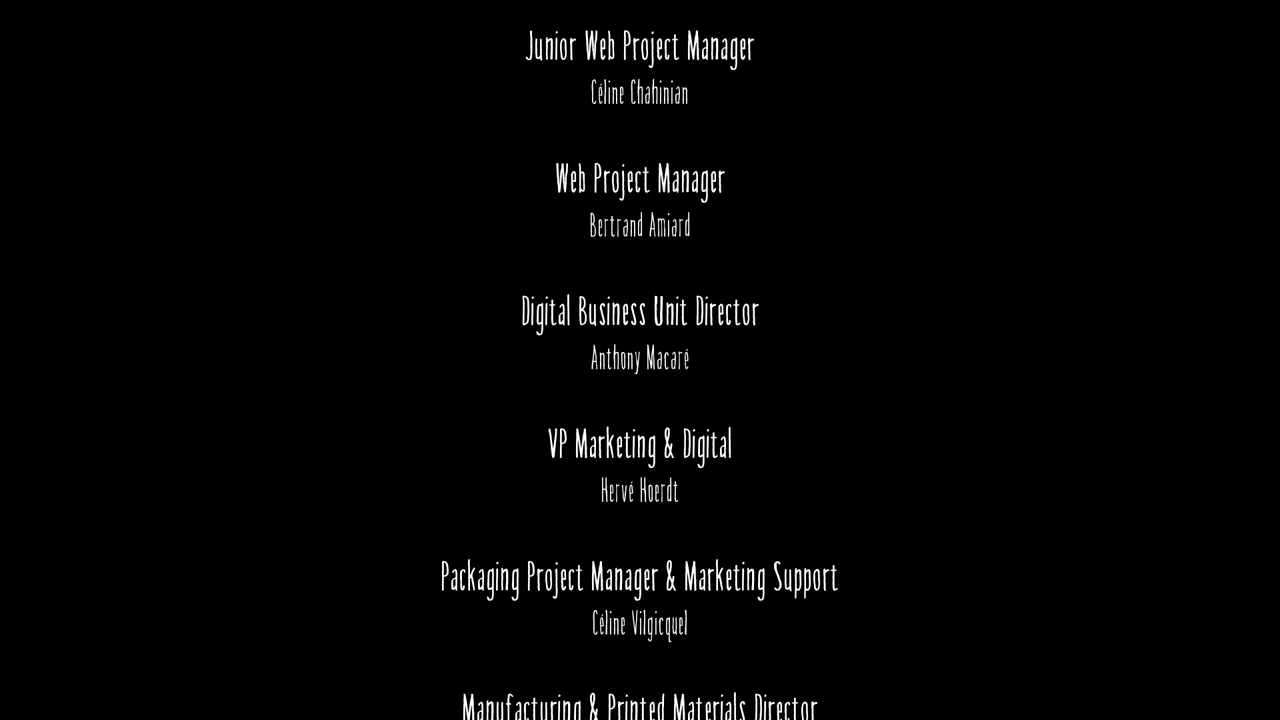 Junior Web Project Manager
Céline Chahinian
Web Project Manager
Bertrand Amiard
Digital Business Unit Director
Anthony Macaré
VP Marketing & Digital
Hervé Hoerdt
Packaging Project Manager & Marketing Support
Céline Vilgicquel
Manufacturing & Printed Materials Director